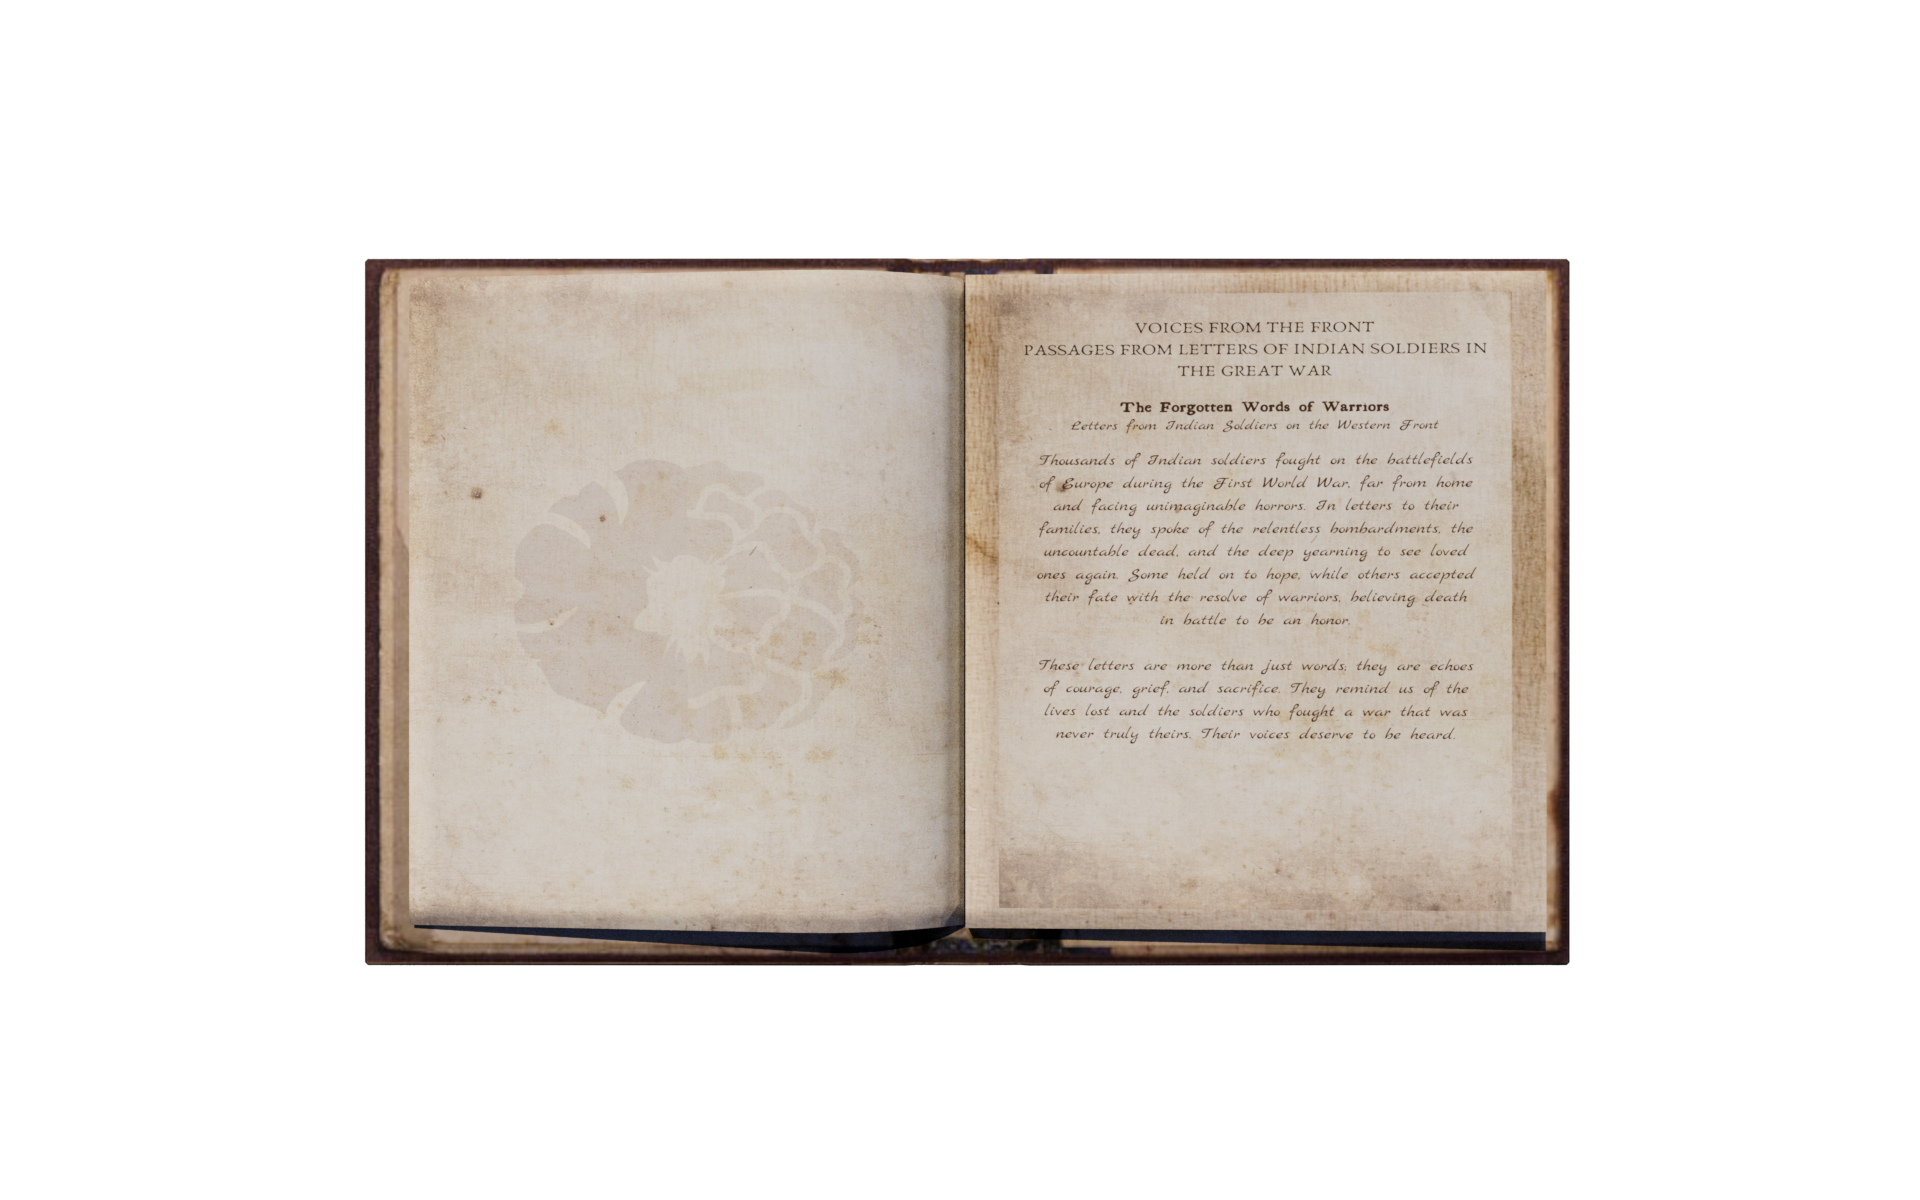 VOICES FROM THE FRONT
PASSAGES FROM LETTERS OF INDIAN SOLDIERS IN
THE GREAT WAR
The Forgotten Words of Warriors
Letters from Indian Soldiers on the Western Front
Thousands of Indian soldiers fought on the battlefields
of Europe during the First World War, far from home
and facing unimaginable horrors. In letters to their
families, they spoke of the relentless bombardments, the
uncountable dead, and the deep yearning to see loved
ones again. Some held on to hope, while others accepted
their fate with the resolve of warriors, believing death
in battle to be an honor.
These letters are more than just words; they are echoes
of courage, grief, and sacrifice. They remind us of the
lives lost and the soldiers who fought a war that was
never truly theirs. Their voices deserve to be heard.